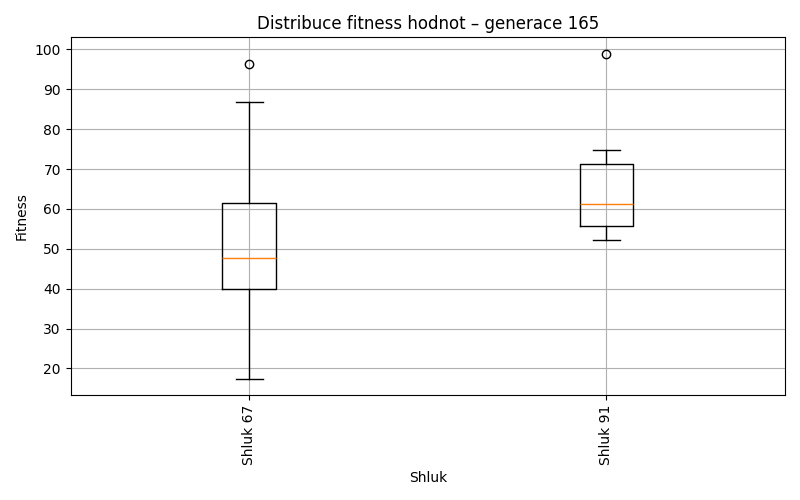 Distribuce fitness hodnot – generace 165
Fitness
100
90
80
70
60
50
40
30
20
Shluk 67
Shluk 91
Shluk